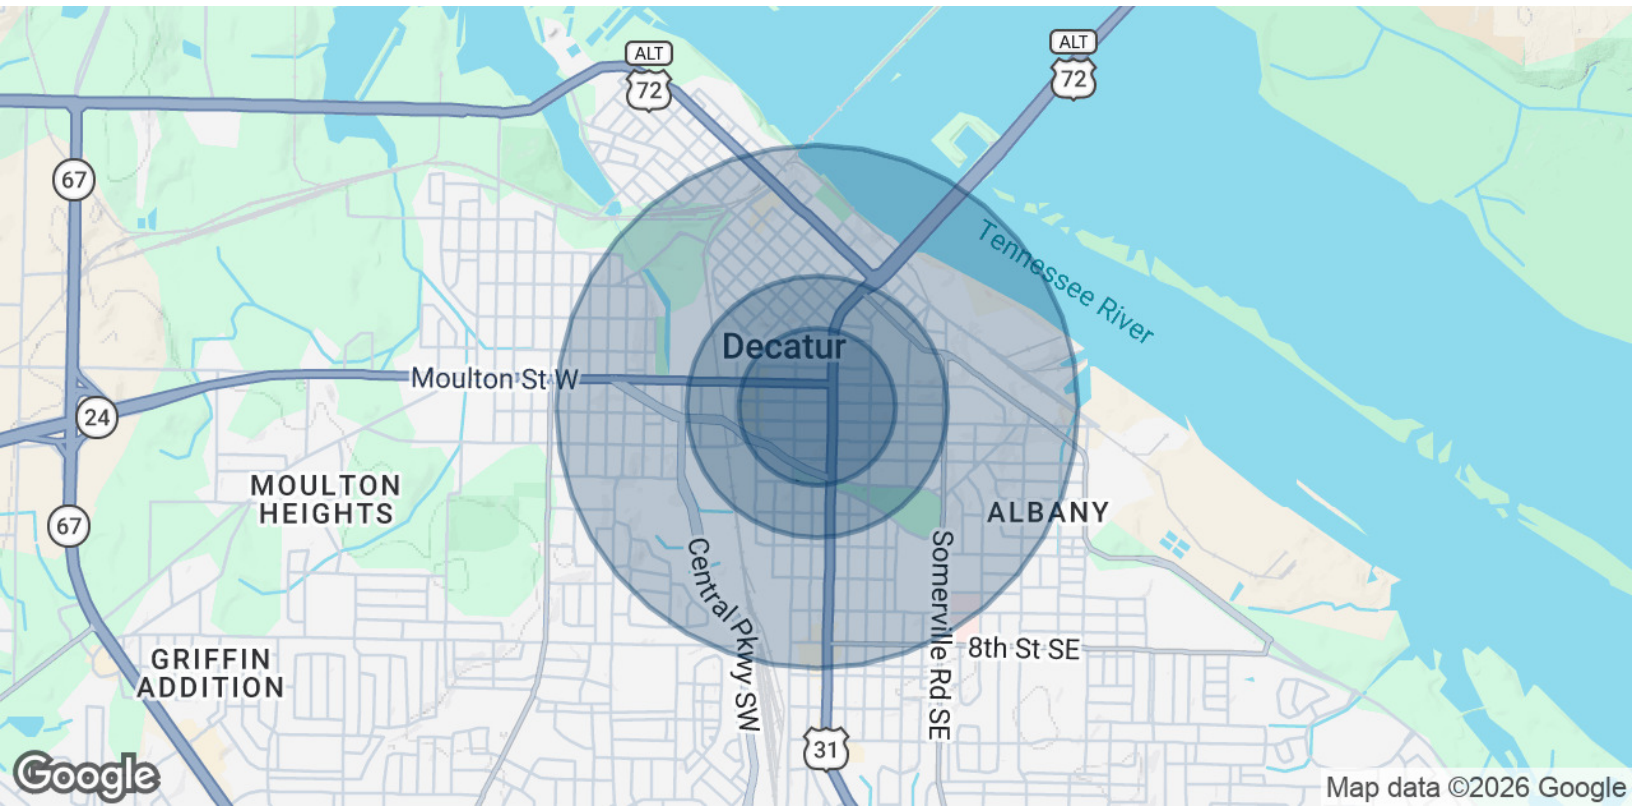 ALT
72
ALT
72
67
Tennessee River
Decatur
Moulton St W
24
MOULTON
HEIGHTS
ALBANY
67
Central Pkwy SW
Somerville Rd SE
8th St SE
GRIFFIN
ADDITION
31
Google
Map data ©2026 Google